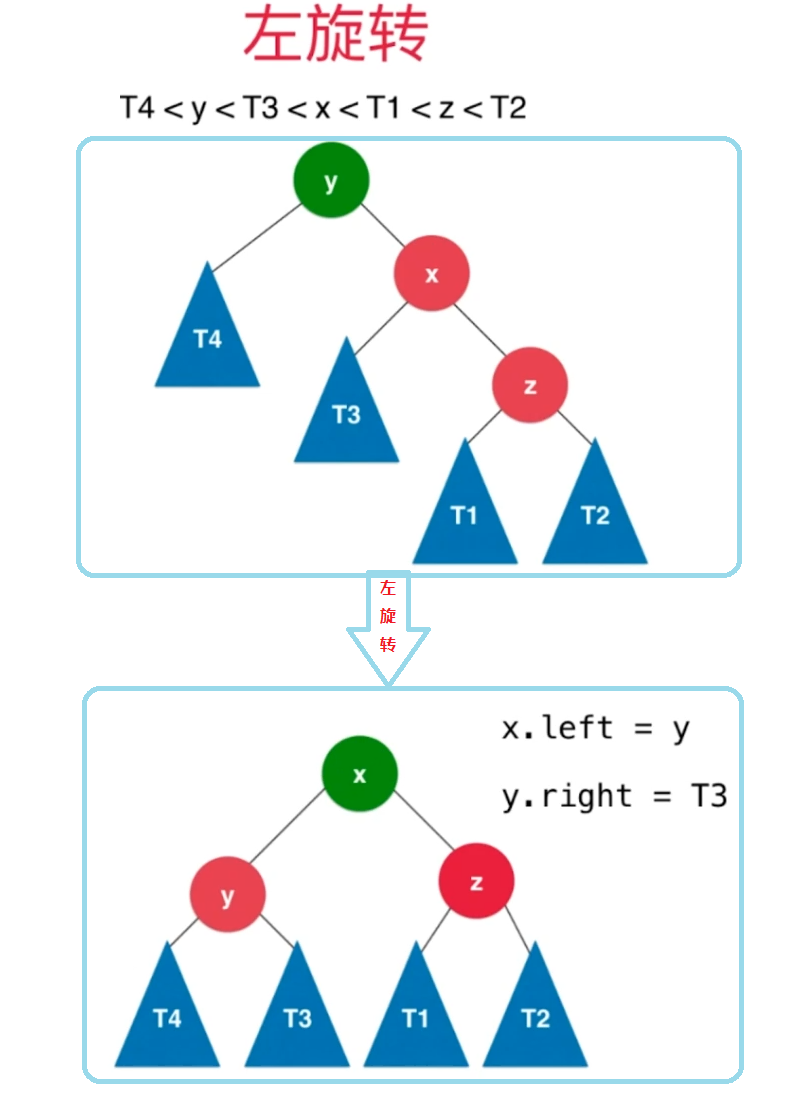 左旋转
T4 < y < T3 < x < T1 < z < T2
y
x
T4
z
T3
T1
T2
左
旋
转
x.left = y
x
y.right = T3
z
y
T4
T3
T1
T2